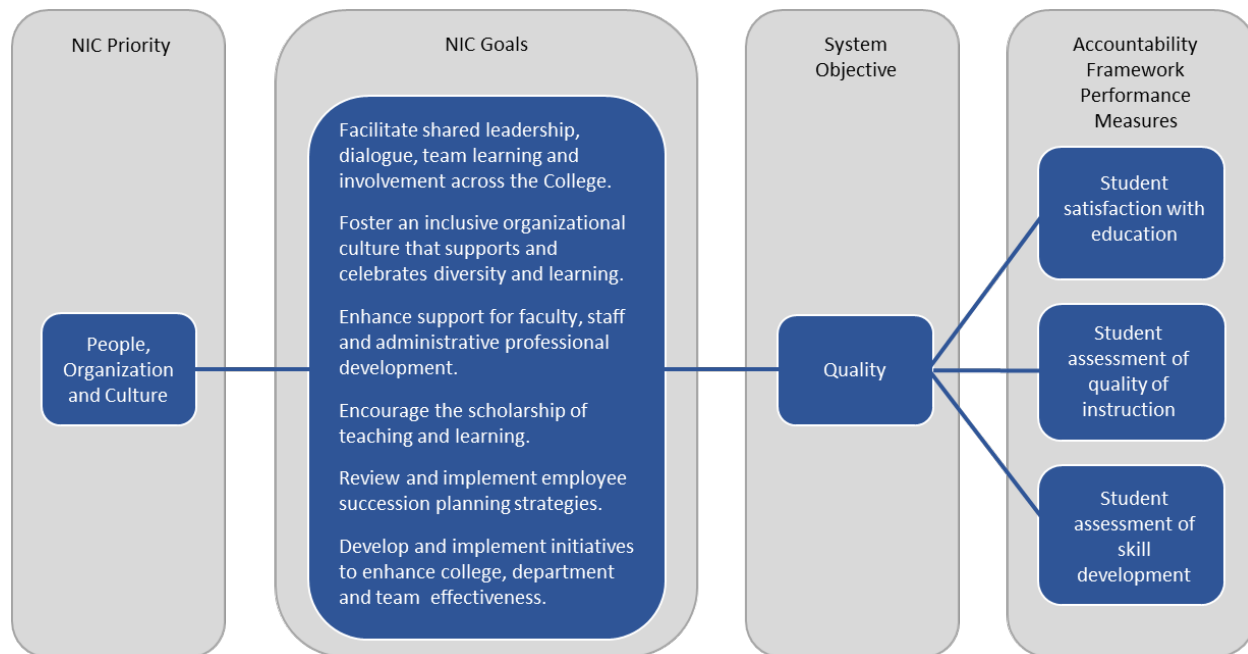 NIC Priority
People,
Organization
and Culture
NIC Goals
Facilitate shared leadership,
dialogue, team learning and
involvement across the College.
Foster an inclusive organizational
culture that supports and
celebrates diversity and learning.
Enhance support for faculty, staff
and administrative professional
development.
Encourage the scholarship of
teaching and learning.
Review and implement employee
succession planning strategies.
Develop and implement initiatives
to enhance college, department
and team effectiveness.
System
Objective
Quality
Accountability
Framework
Performance
Measures
Student
satisfaction with
education
Student
assessment of
quality of
instruction
Student
assessment of
skill
development